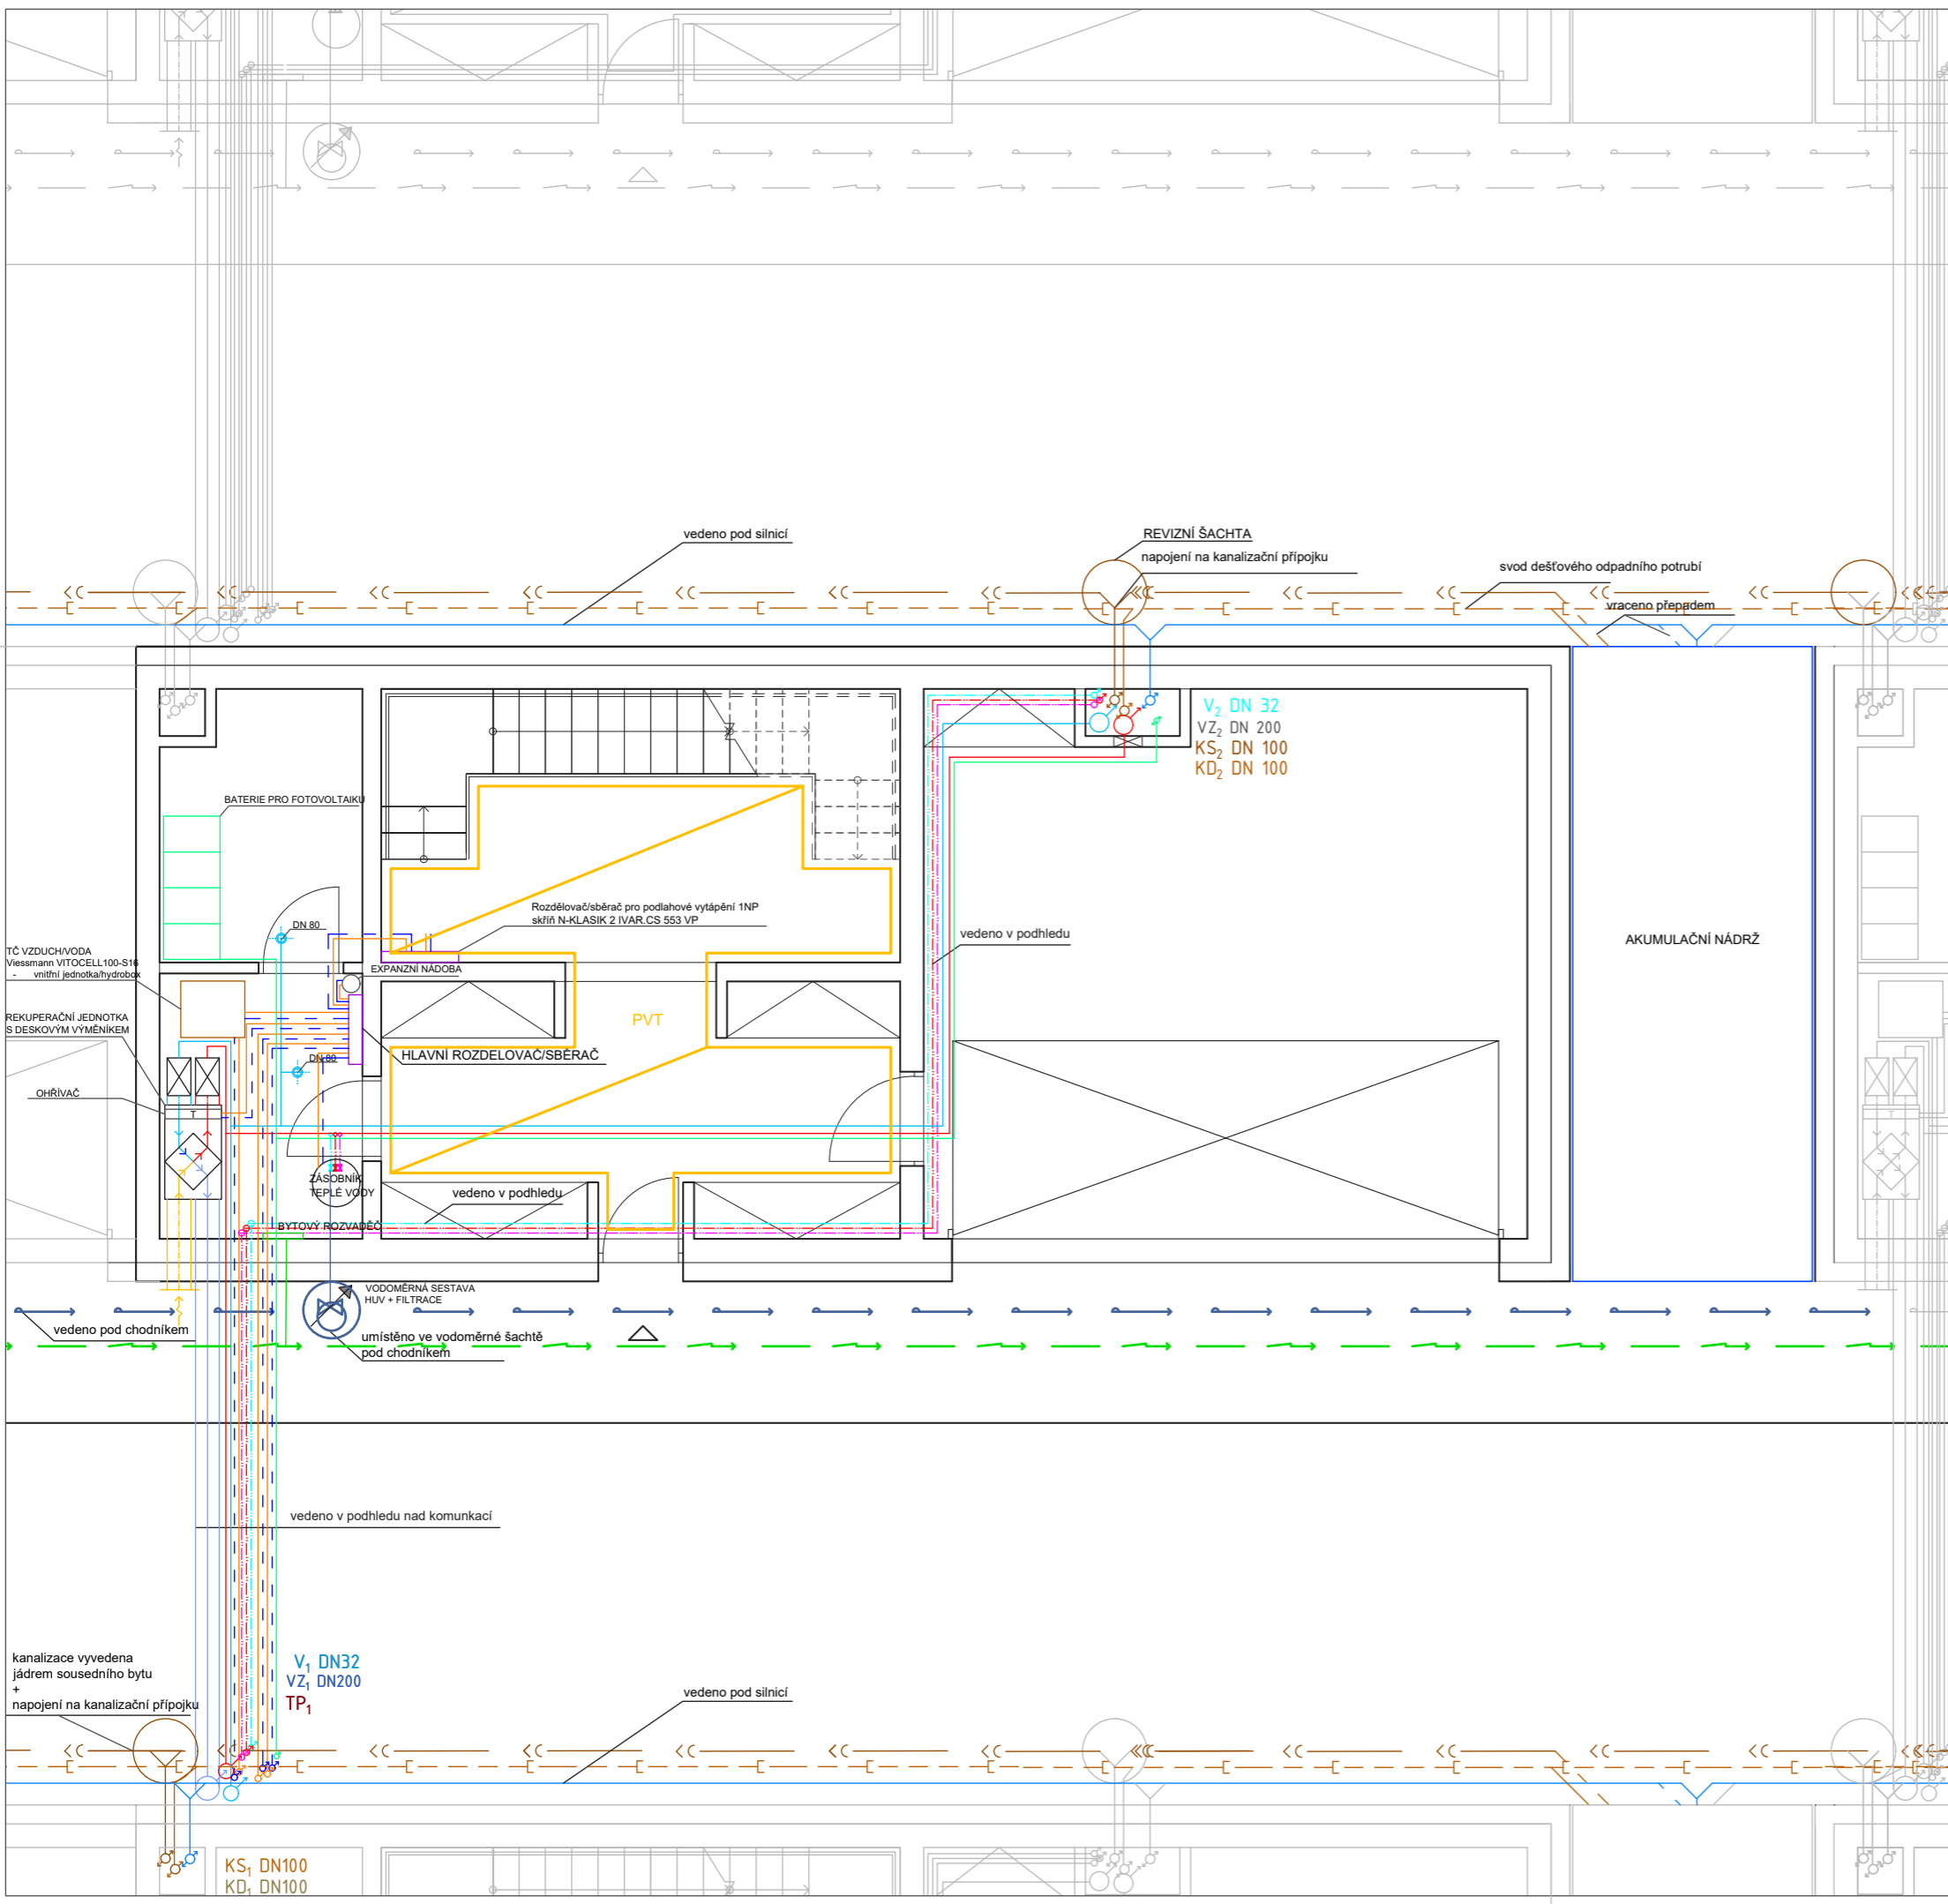 vedeno pod silnicí
REVIZNÍ ŠACHTA
napojení na kanalizační přípojku
svod dešťového odpadního potrubí
vraceno přepadem
V₂ DN 32
VZ₂ DN 200
KS₂ DN 100
KD₂ DN 100
BATERIE PRO FOTOVOLTAIKU
Rozdělovač/sběrač pro podlahové vytápění 1NP
skříň N-KLASIK 2 IVAR.CS 553 VP
DN 80
vedeno v podhledu
AKUMULAČNÍ NÁDRŽ
TČ VZDUCH/VODA
Viessmann VITOCELL100-S16
- vnitřní jednotka/hydrobox
EXPANZNÍ NÁDOBA
REKUPERAČNÍ JEDNOTKA
S DESKOVÝM VÝMĚNÍKEM
PVT
HLAVNÍ ROZDELOVAČ/SBĚRAČ
DN 80
OHŘÍVAČ
T
ZÁSOBNÍK
TEPLÉ VODY
vedeno v podhledu
BYTOVÝ ROZVADĚČ
VODOMĚRNÁ SESTAVA
HUV + FILTRACE
vedeno pod chodníkem
umístěno ve vodoměrné šachtě
pod chodníkem
vedeno v podhledu nad komunkací
kanalizace vyvedena
jádrem sousedního bytu
+
napojení na kanalizační přípojku
V₁ DN32
VZ₁ DN200
TP₁
vedeno pod silnicí
KS₁ DN100
KD₁ DN100